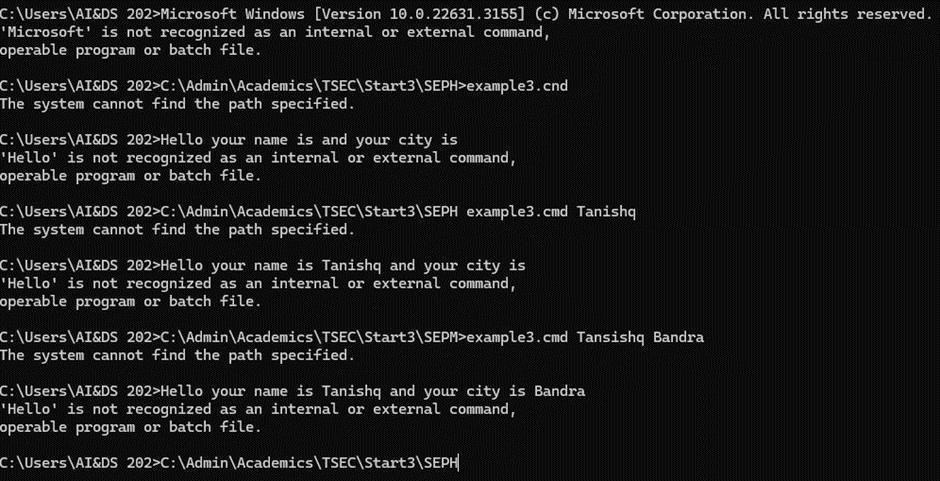 C:\Users\AI&DS 202>Microsoft Windows [Version 10.0.22631.3155] (c) Microsoft Corporation. All rights reserved.
'Microsoft' is not recognized as an internal or external command,
operable program or batch file.
C:\Users\AI&DS 202>C:\Admin\Academics\TSEC\Start3\SEPH>example3.cnd
The system cannot find the path specified.
C:\Users\AI&DS 202>Hello your name is and your city is
'Hello' is not recognized as an internal or external command,
operable program or batch file.
C:\Users\AI&DS 202>C:\Admin\Academics\TSEC\Start3\SEPH example3.cmd Tanishq
The system cannot find the path specified.
C:\Users\AI&DS 202>Hello your name is Tanishq and your city is
'Hello' is not recognized as an internal or external command,
operable program or batch file.
C:\Users\AI&DS 202>C:\Admin\Academics\TSEC\Start3\SEPM>example3.cmd Tansishq Bandra
The system cannot find the path specified.
C:\Users\AI&DS 202>Hello your name is Tanishq and your city is Bandra
'Hello' is not recognized as an internal or external command,
operable program or batch file.
C:\Users\AI&DS 202>C:\Admin\Academics\TSEC\Start3\SEPH